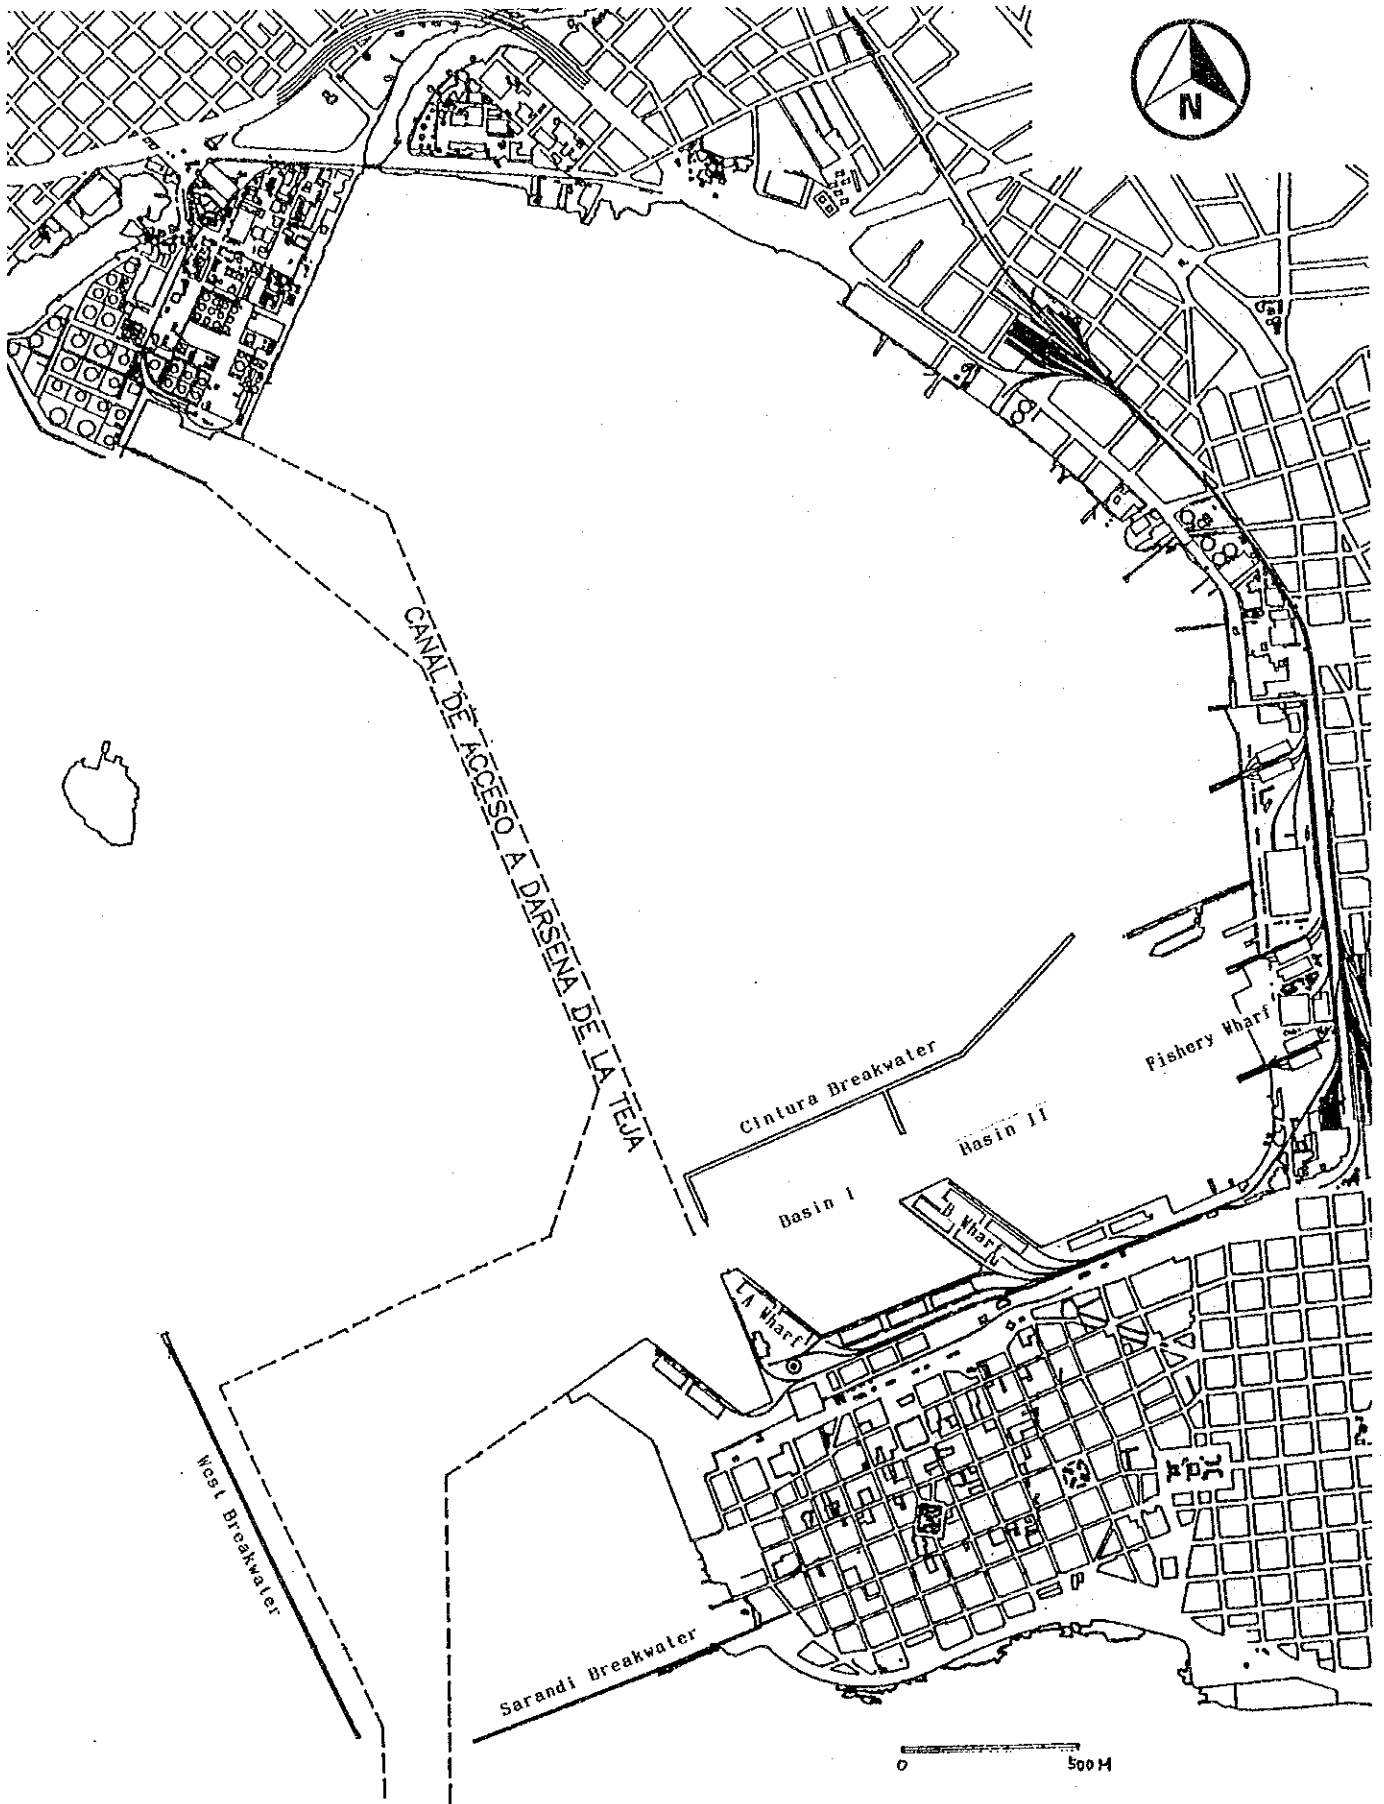 N
CANAL DE ACCESO A DARSENA DE LA TEJA
Fishery Wharf
Cintura Breakwater
Basin II
Basin I
B Wharf
A Wharf
West Breakwater
Sarandi Breakwater
0 500M